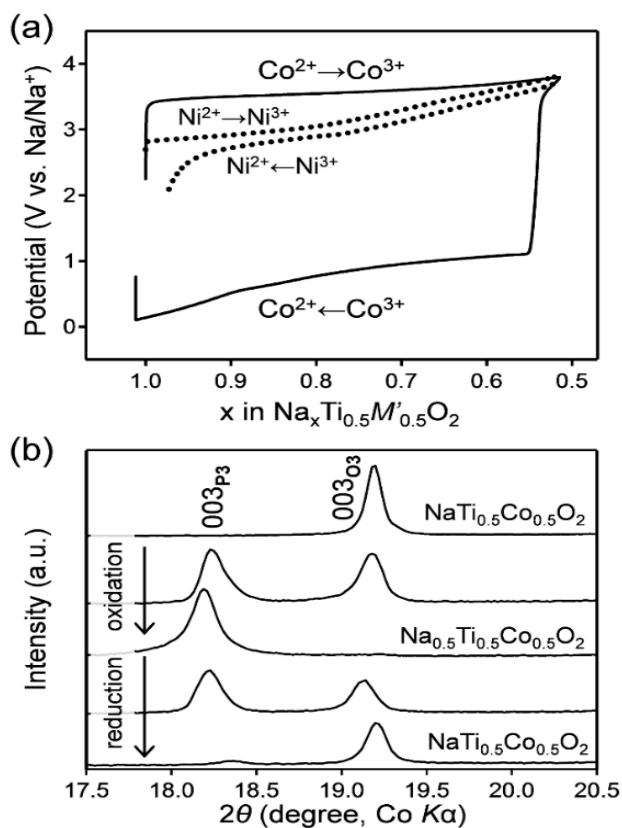 (a)
Co²⁺→Co³⁺
Ni²⁺→Ni³⁺
Ni²⁺←Ni³⁺
Co²⁺←Co³⁺
Potential (V vs. Na/Na⁺)
4
3
2
1
0
1.0 0.9 0.8 0.7 0.6 0.5
x in NaₓTi₀.₅M'₀.₅O₂
(b)
003P3
003O3
NaTi₀.₅Co₀.₅O₂
oxidation
Na₀.₅Ti₀.₅Co₀.₅O₂
reduction
NaTi₀.₅Co₀.₅O₂
Intensity (a.u.)
17.5 18.0 18.5 19.0 19.5 20.0 20.5
2θ (degree, Co Kα)